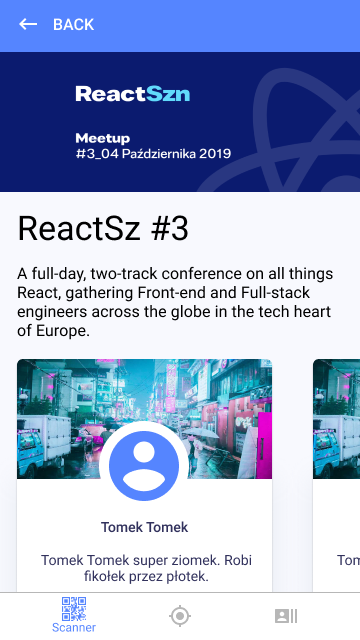 BACK
ReactSzn
Meetup
#3_04 Października 2019
ReactSz #3
A full-day, two-track conference on all things
React, gathering Front-end and Full-stack
engineers across the globe in the tech heart
of Europe.
Tomek Tomek
Tomek Tomek super ziomek. Robi
fikołek przez płotek.
Tom
Scanner